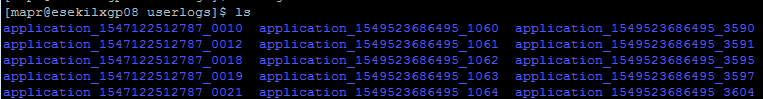 [mapr@esekilxgp08 userlogs]$ ls
application_1547122512787_0010  application_1549523686495_1060  application_1549523686495_3590
application_1547122512787_0012  application_1549523686495_1061  application_1549523686495_3591
application_1547122512787_0018  application_1549523686495_1062  application_1549523686495_3595
application_1547122512787_0019  application_1549523686495_1063  application_1549523686495_3597
application_1547122512787_0021  application_1549523686495_1064  application_1549523686495_3604